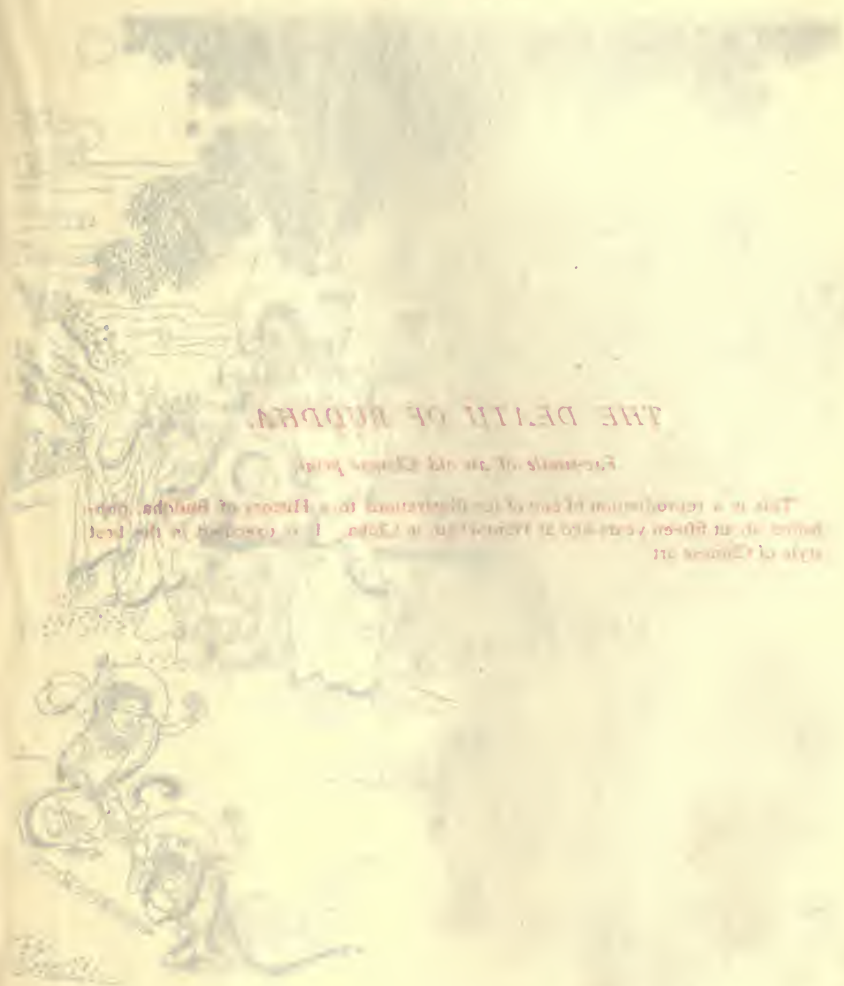 THE DEATH OF BUDDHA.
Fac-simile of an old Chinese print.
This is a reproduction of one of the illustrations to a History of Buddha, pub-
lished about fifteen years ago at in China. It is executed in the best
style of Chinese art